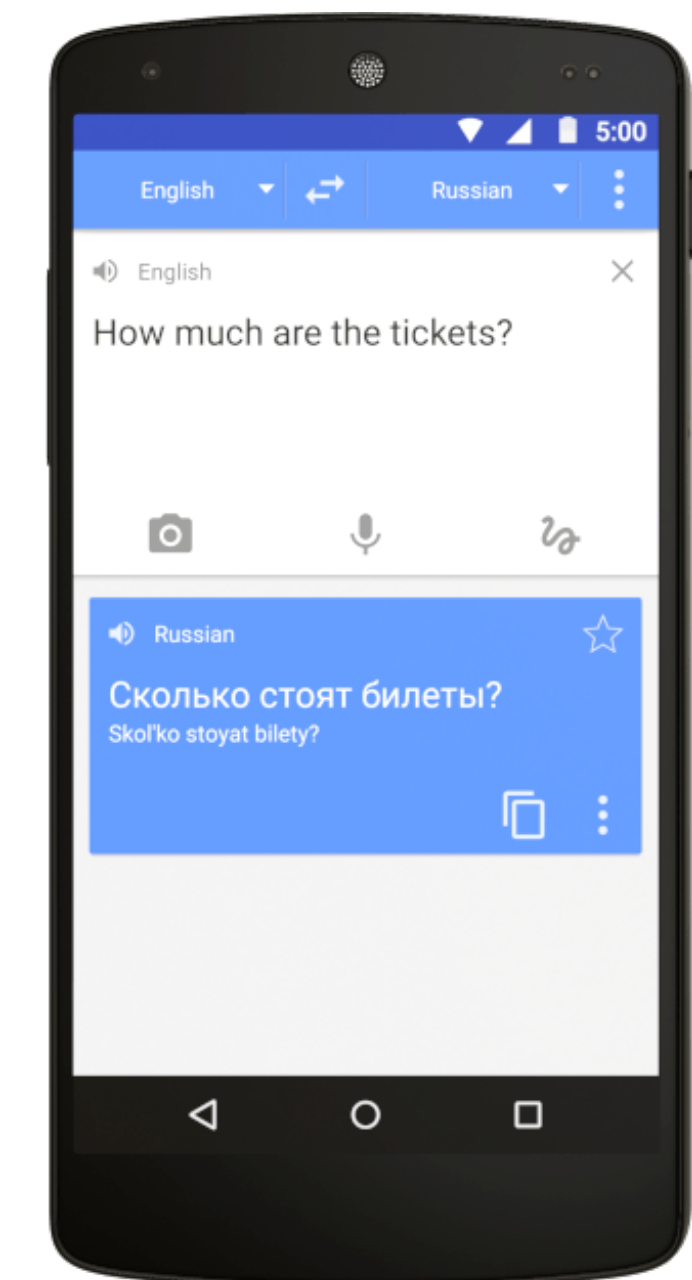 5:00
English
Russian
English
How much are the tickets?
Russian
Сколько стоят билеты?
Skol'ko stoyat bilety?